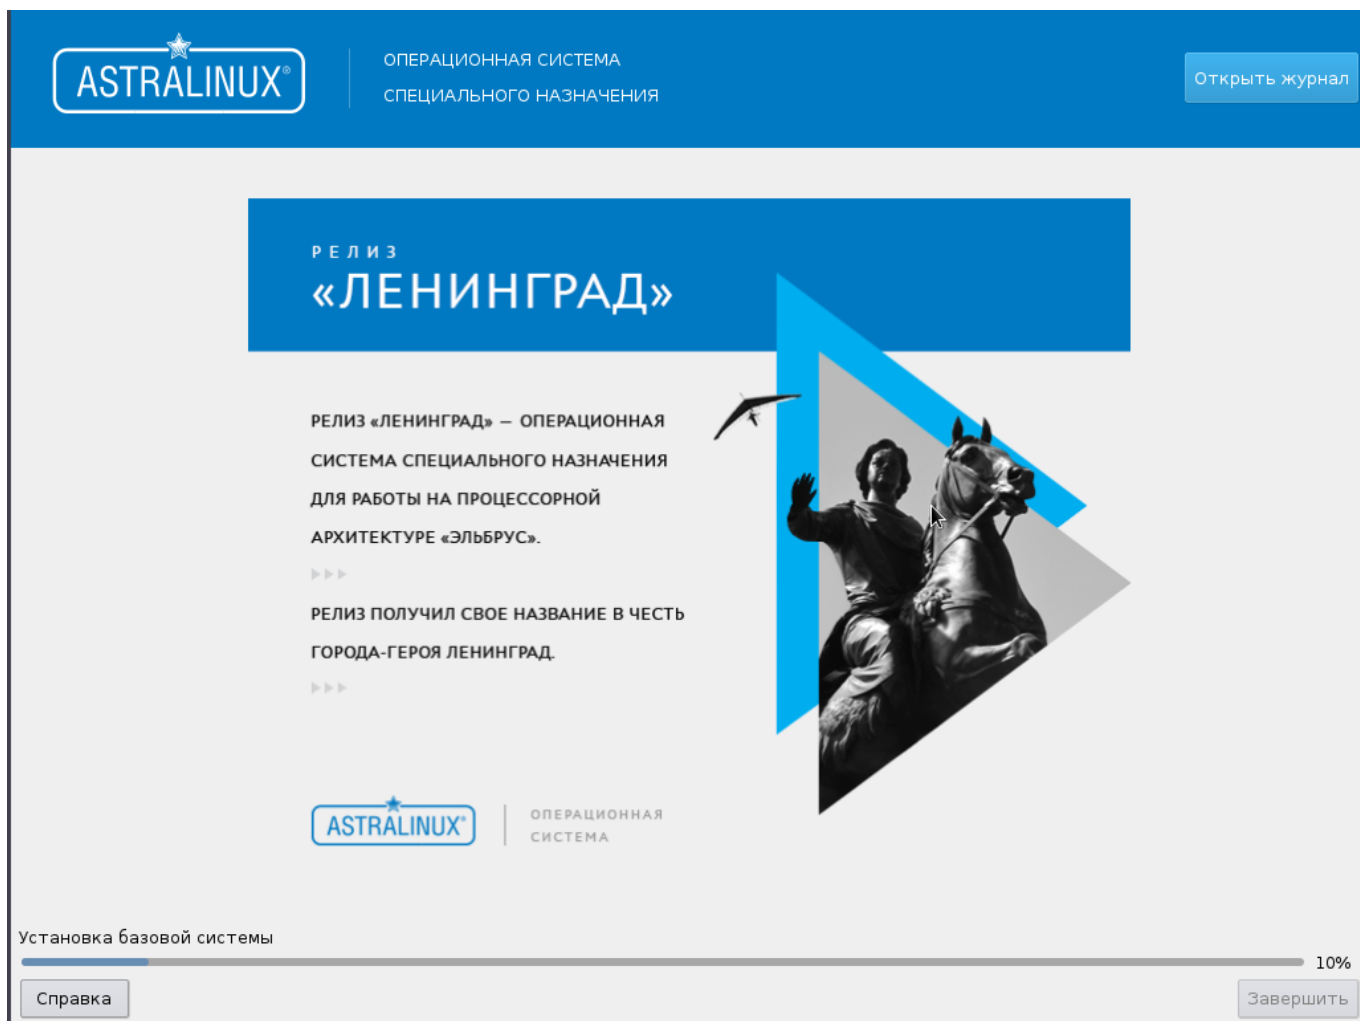 ASTRALINUX®
ОПЕРАЦИОННАЯ СИСТЕМА
СПЕЦИАЛЬНОГО НАЗНАЧЕНИЯ
Открыть журнал
РЕЛИЗ
«ЛЕНИНГРАД»
РЕЛИЗ «ЛЕНИНГРАД» – ОПЕРАЦИОННАЯ
СИСТЕМА СПЕЦИАЛЬНОГО НАЗНАЧЕНИЯ
ДЛЯ РАБОТЫ НА ПРОЦЕССОРНОЙ
АРХИТЕКТУРЕ «ЭЛЬБРУС».
РЕЛИЗ ПОЛУЧИЛ СВОЕ НАЗВАНИЕ В ЧЕСТЬ
ГОРОДА-ГЕРОЯ ЛЕНИНГРАД.
ASTRALINUX®
ОПЕРАЦИОННАЯ
СИСТЕМА
Установка базовой системы
10%
Справка
Завершить